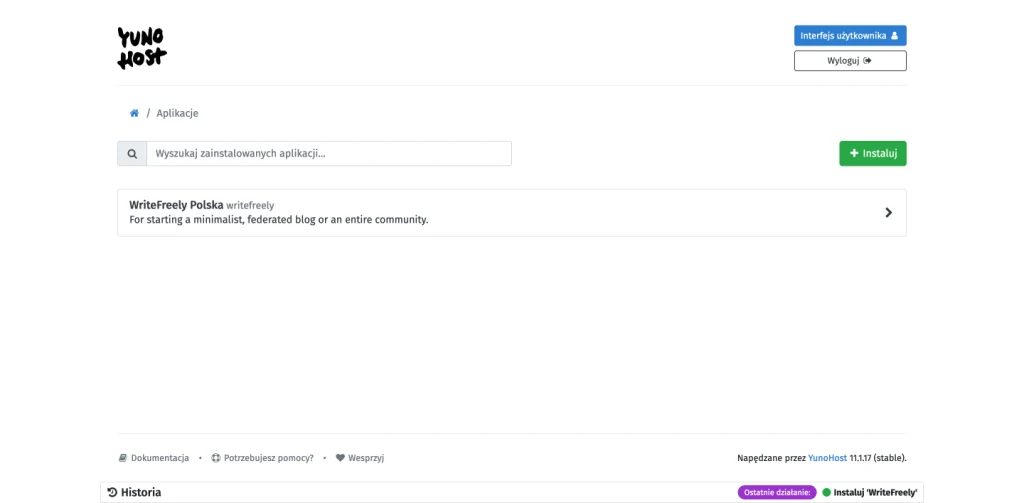 YUNO
HOST
Interfejs użytkownika
Wyloguj
/ Aplikacje
Wyszukaj zainstalowanych aplikacji...
+ Instaluj
WriteFreely Polska writefreely
For starting a minimalist, federated blog or an entire community.
Dokumentacja • Potrzebujesz pomocy? • Wesprzyj
Napędzane przez YunoHost 11.1.17 (stable).
Historia
Ostatnie działanie: Instaluj 'WriteFreely'